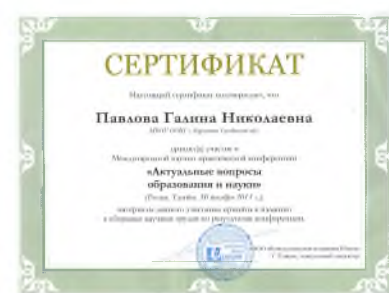 СЕРТИФИКАТ
Настоящий сертификат подтверждает, что
Павлова Галина Николаевна
принял(а) участие в
Международной научно-практической конференции
«Актуальные вопросы
образования и науки»
(Россия, Тамбов, 30 декабря 2014 г.),
материалы данного участника приняты к изданию
в сборнике научных трудов по результатам конференции.